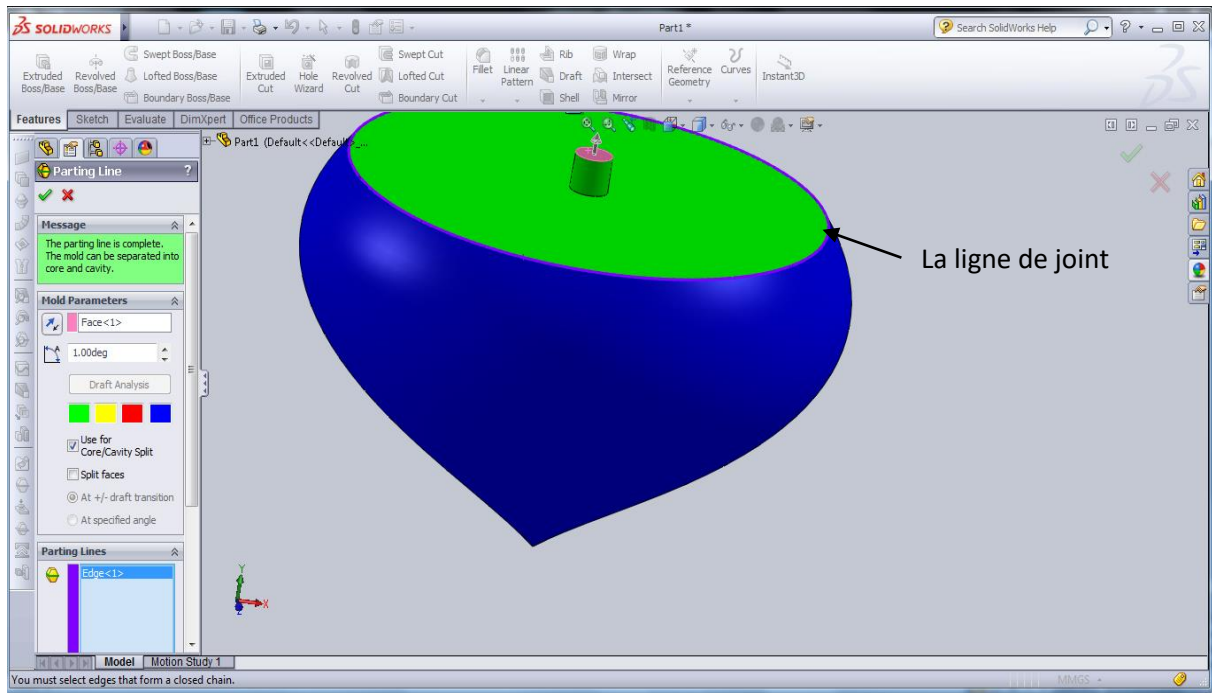 SOLIDWORKS
Part1 *
Search SolidWorks Help
Extruded Boss/Base
Revolved Boss/Base
Swept Boss/Base
Lofted Boss/Base
Boundary Boss/Base
Extruded Cut
Hole Wizard
Revolved Cut
Swept Cut
Lofted Cut
Boundary Cut
Fillet
Linear Pattern
Rib
Draft
Shell
Wrap
Intersect
Mirror
Reference Geometry
Curves
Instant3D
Features
Sketch
Evaluate
DimXpert
Office Products
Part1 (Default<<Default>_...
Parting Line
?
Message
The parting line is complete.
The mold can be separated into
core and cavity.
Mold Parameters
Face<1>
1.00deg
Draft Analysis
Use for
Core/Cavity Split
Split faces
At +/- draft transition
At specified angle
Parting Lines
Edge<1>
La ligne de joint
Y
X
Z
Model
Motion Study 1
You must select edges that form a closed chain.
MMGS